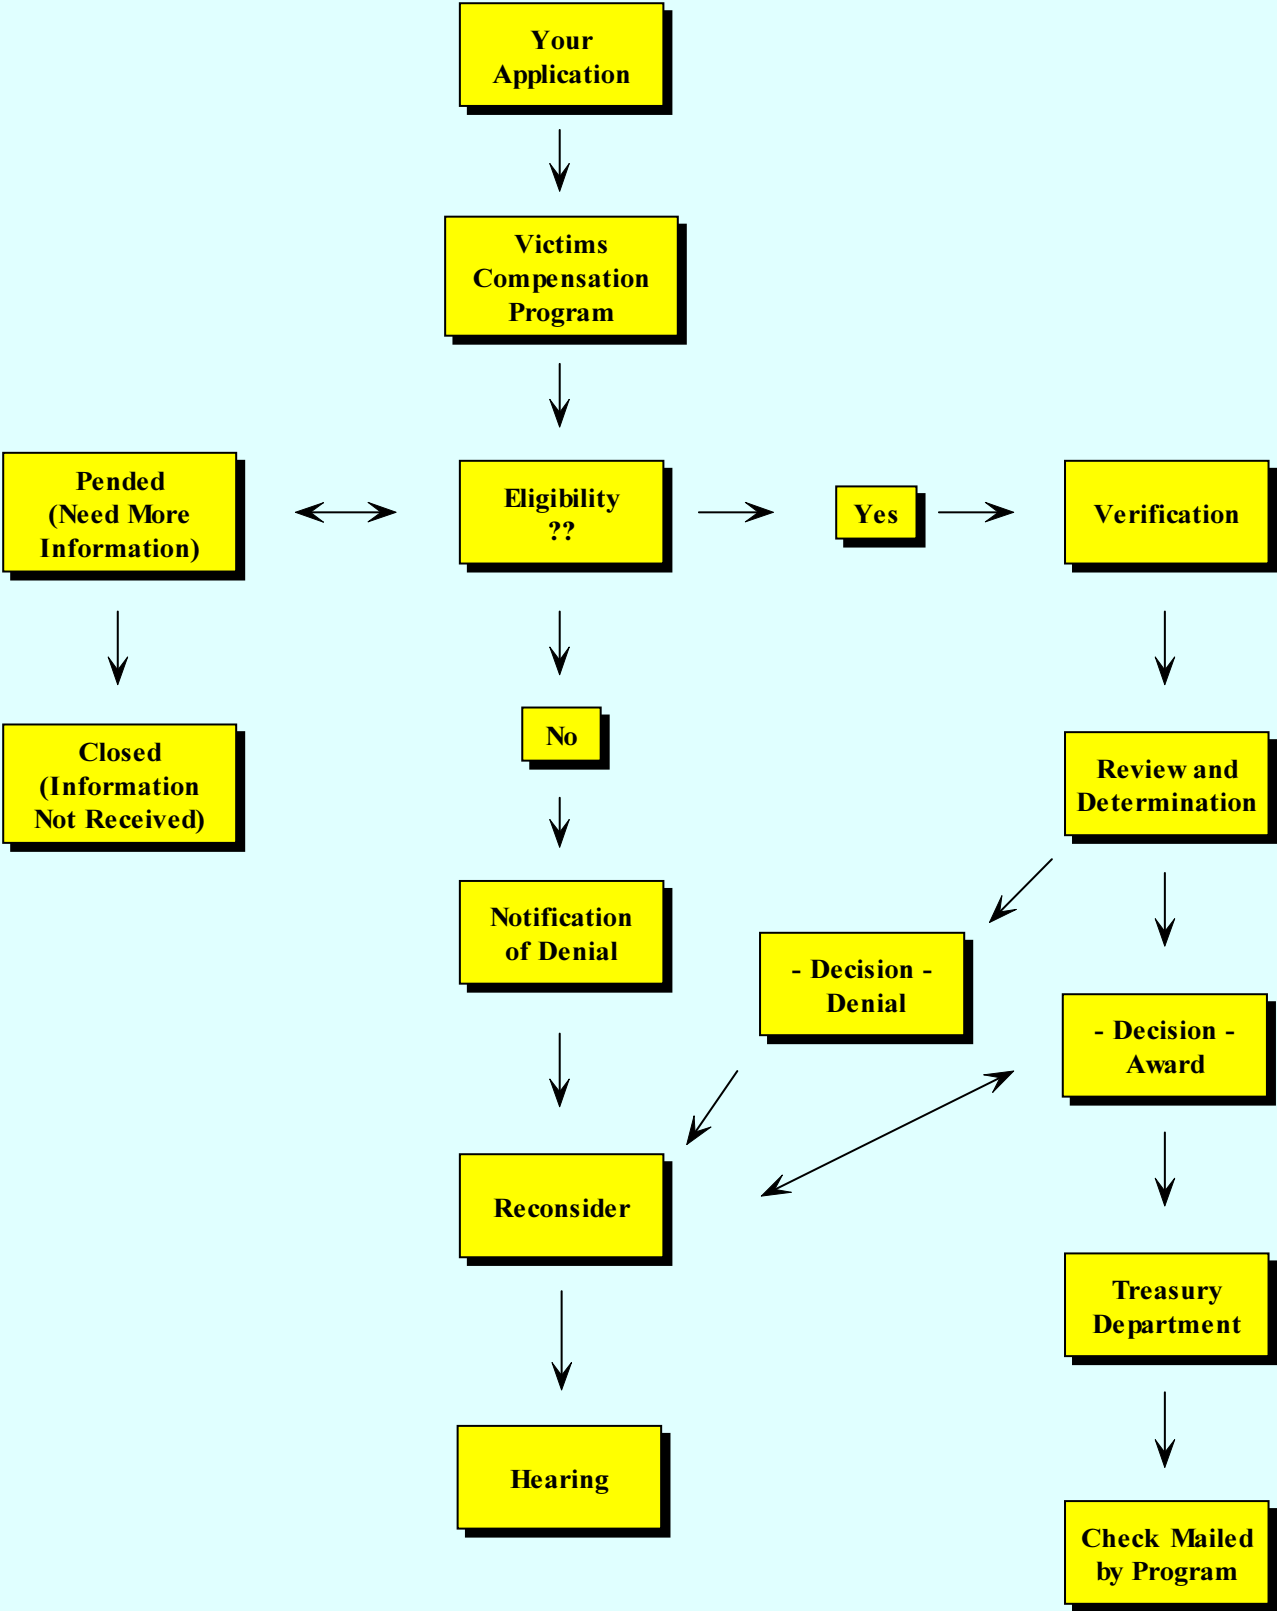 Your
Application
Victims
Compensation
Program
Pended
(Need More
Information)
Eligibility
??
Yes
Verification
Closed
(Information
Not Received)
No
Review and
Determination
Notification
of Denial
- Decision -
Denial
- Decision -
Award
Reconsider
Treasury
Department
Hearing
Check Mailed
by Program